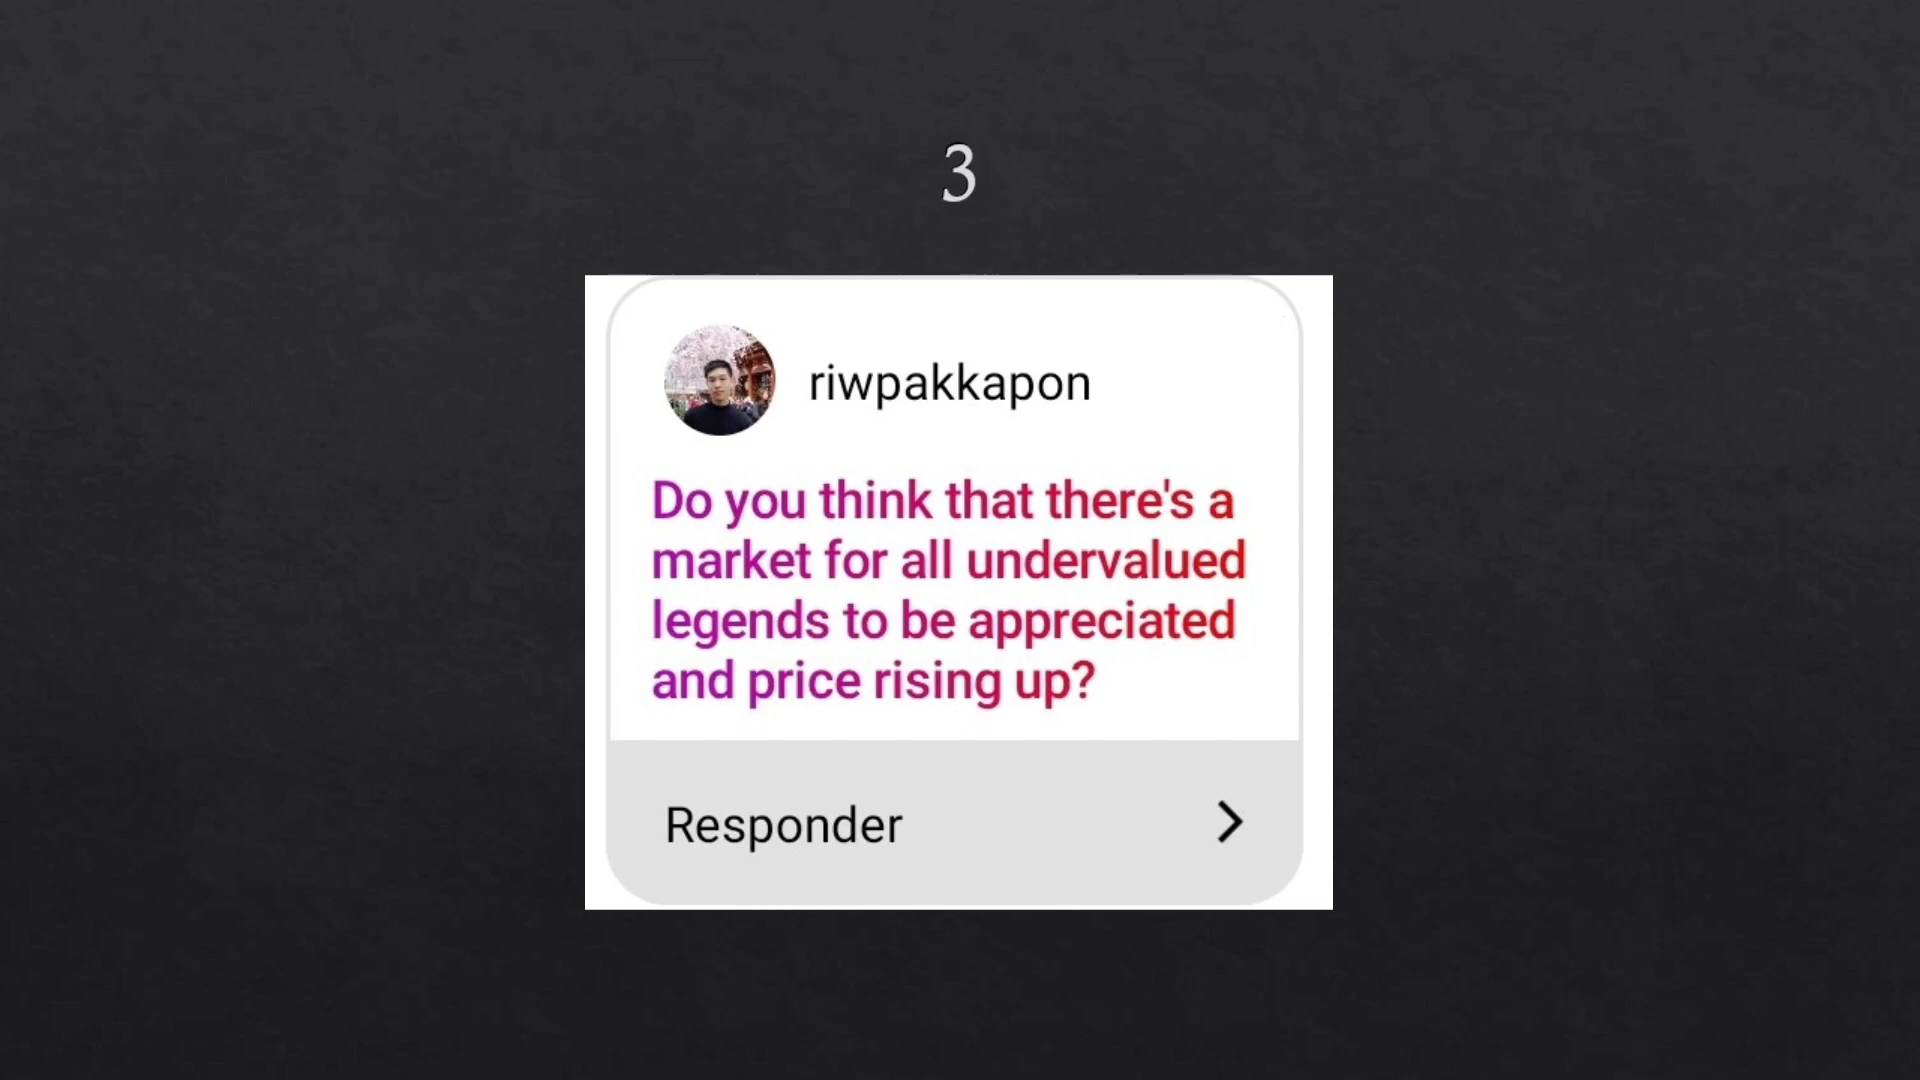 3
riwpakkapon
Do you think that there's a
market for all undervalued
legends to be appreciated
and price rising up?
Responder